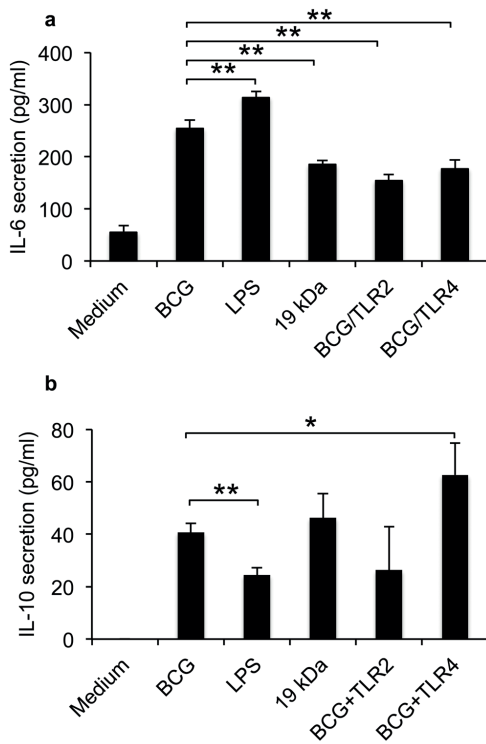 a
IL-6 secretion (pg/ml)
400
300
200
100
0
**
**
**
**
Medium
BCG
LPS
19 kDa
BCG/TLR2
BCG/TLR4
b
IL-10 secretion (pg/ml)
80
60
40
20
0
*
**
Medium
BCG
LPS
19 kDa
BCG+TLR2
BCG+TLR4